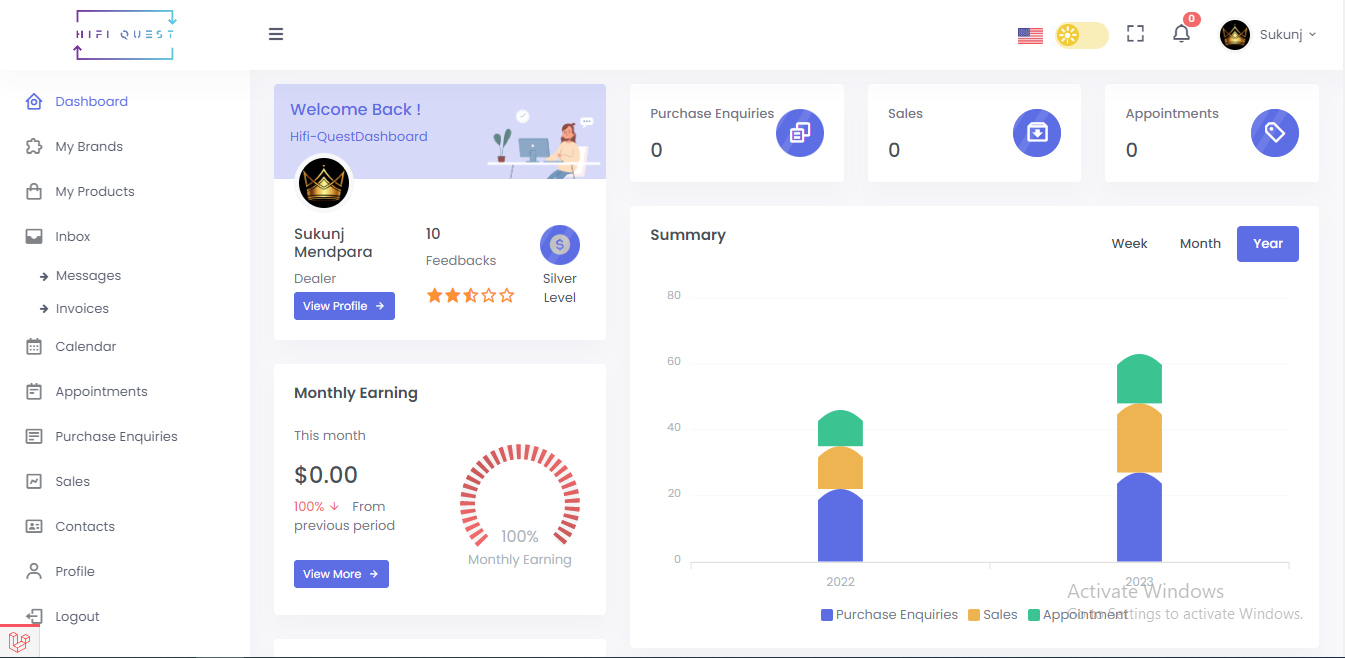 HIFI QUEST
0
Sukunj
Dashboard
My Brands
My Products
Inbox
Messages
Invoices
Calendar
Appointments
Purchase Enquiries
Sales
Contacts
Profile
Logout
Welcome Back !
Hifi-QuestDashboard
Sukunj
Mendpara
Dealer
View Profile
10
Feedbacks
$
Silver
Level
Monthly Earning
This month
$0.00
100% ↓ From
previous period
View More
100%
Monthly Earning
Purchase Enquiries
0
Sales
0
Appointments
0
Summary
Week Month Year
80
60
40
20
0
2022 2023
Purchase Enquiries Sales Appointment
Activate Windows
Go to Settings to activate Windows.